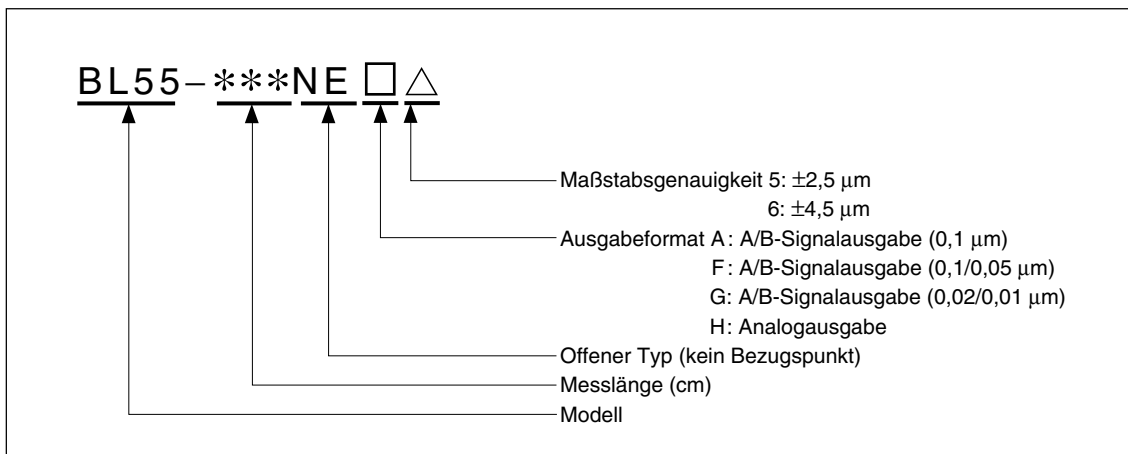 BL55–***NE□△
Maßstabsgenauigkeit 5: ±2,5 µm
6: ±4,5 µm
Ausgabeformat A: A/B-Signalausgabe (0,1 µm)
F: A/B-Signalausgabe (0,1/0,05 µm)
G: A/B-Signalausgabe (0,02/0,01 µm)
H: Analogausgabe
Offener Typ (kein Bezugspunkt)
Messlänge (cm)
Modell